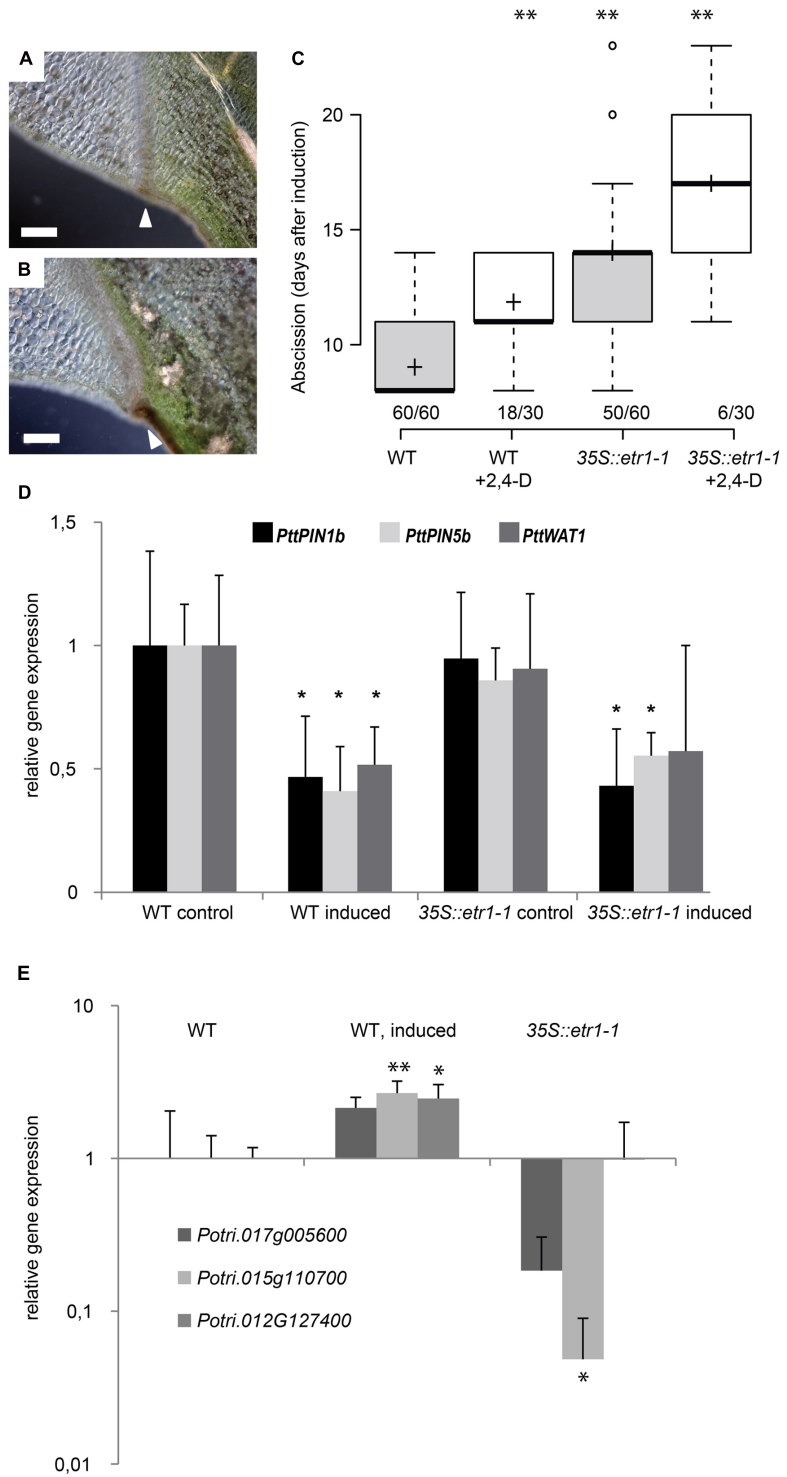 A
B
C
** ** **
Abscission (days after induction)
20
15
10
60/60 18/30 50/60 6/30
WT WT +2,4-D 35S::etr1-1 35S::etr1-1 +2,4-D
D
relative gene expression
1,5
1
0,5
0
PttPIN1b PttPIN5b PttWAT1
* * * * *
WT control WT induced 35S::etr1-1 control 35S::etr1-1 induced
E
relative gene expression
10
1
0,1
0,01
WT WT, induced 35S::etr1-1
** *
Potri.017g005600
Potri.015g110700
Potri.012G127400
*